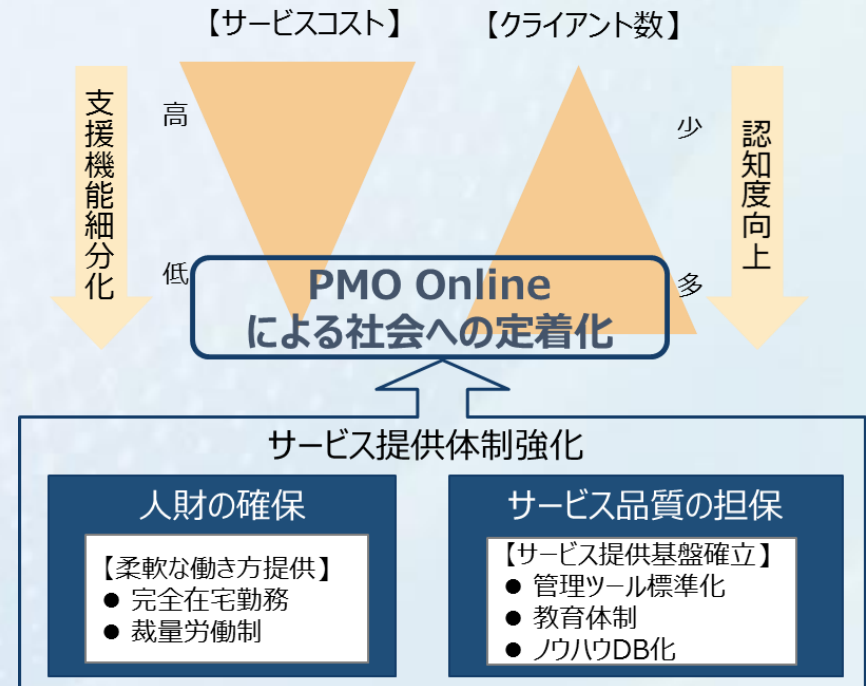 【サービスコスト】
【クライアント数】
支援機能細分化
高
低
少
多
認知度向上
PMO Online
による社会への定着化
サービス提供体制強化
人財の確保
【柔軟な働き方提供】
● 完全在宅勤務
● 裁量労働制
サービス品質の担保
【サービス提供基盤確立】
● 管理ツール標準化
● 教育体制
● ノウハウDB化